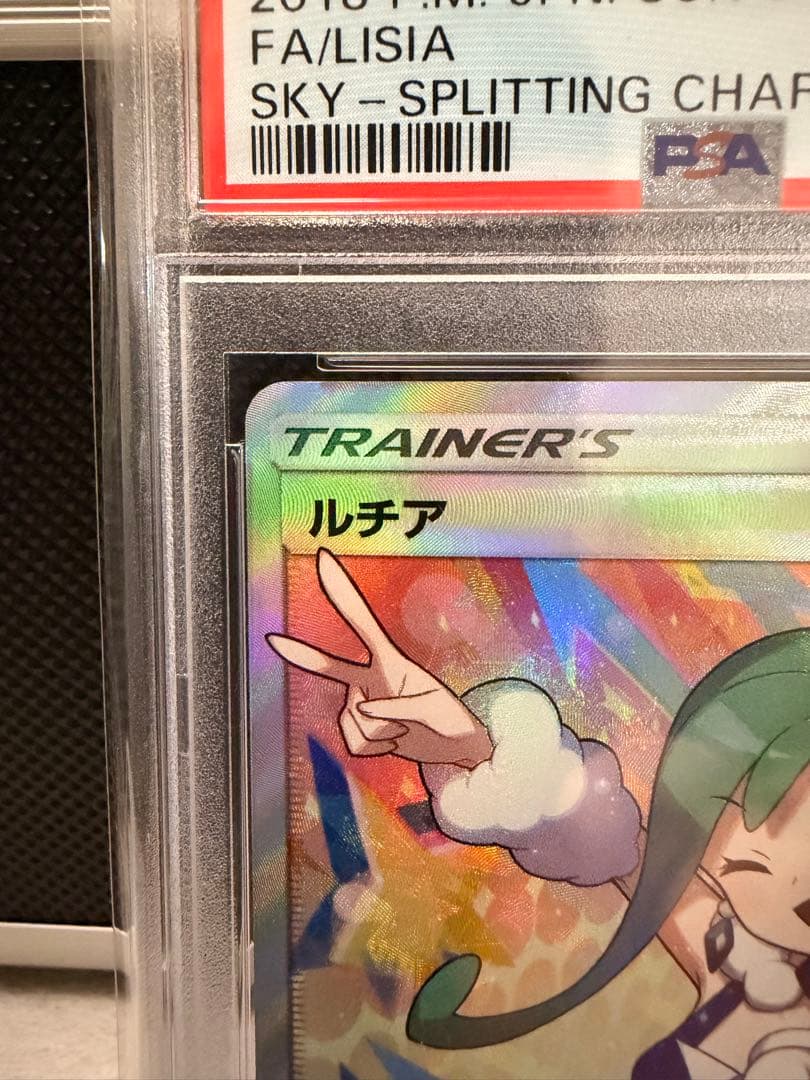 FA/LISIA
SKY – SPLITTING CHAR
PSA
TRAINER'S
ルチア